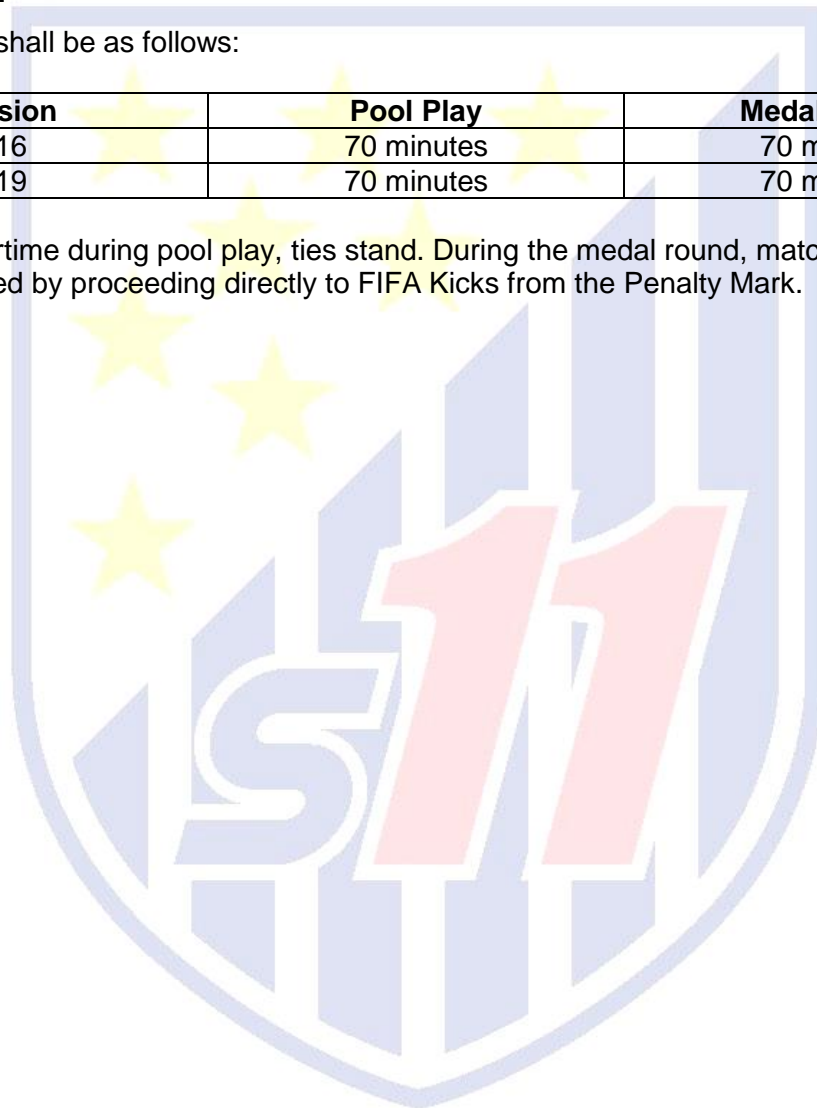 shall be as follows:
sion Pool Play Medal
16 70 minutes 70 m
19 70 minutes 70 m
rtime during pool play, ties stand. During the medal round, matc
ed by proceeding directly to FIFA Kicks from the Penalty Mark.
s11